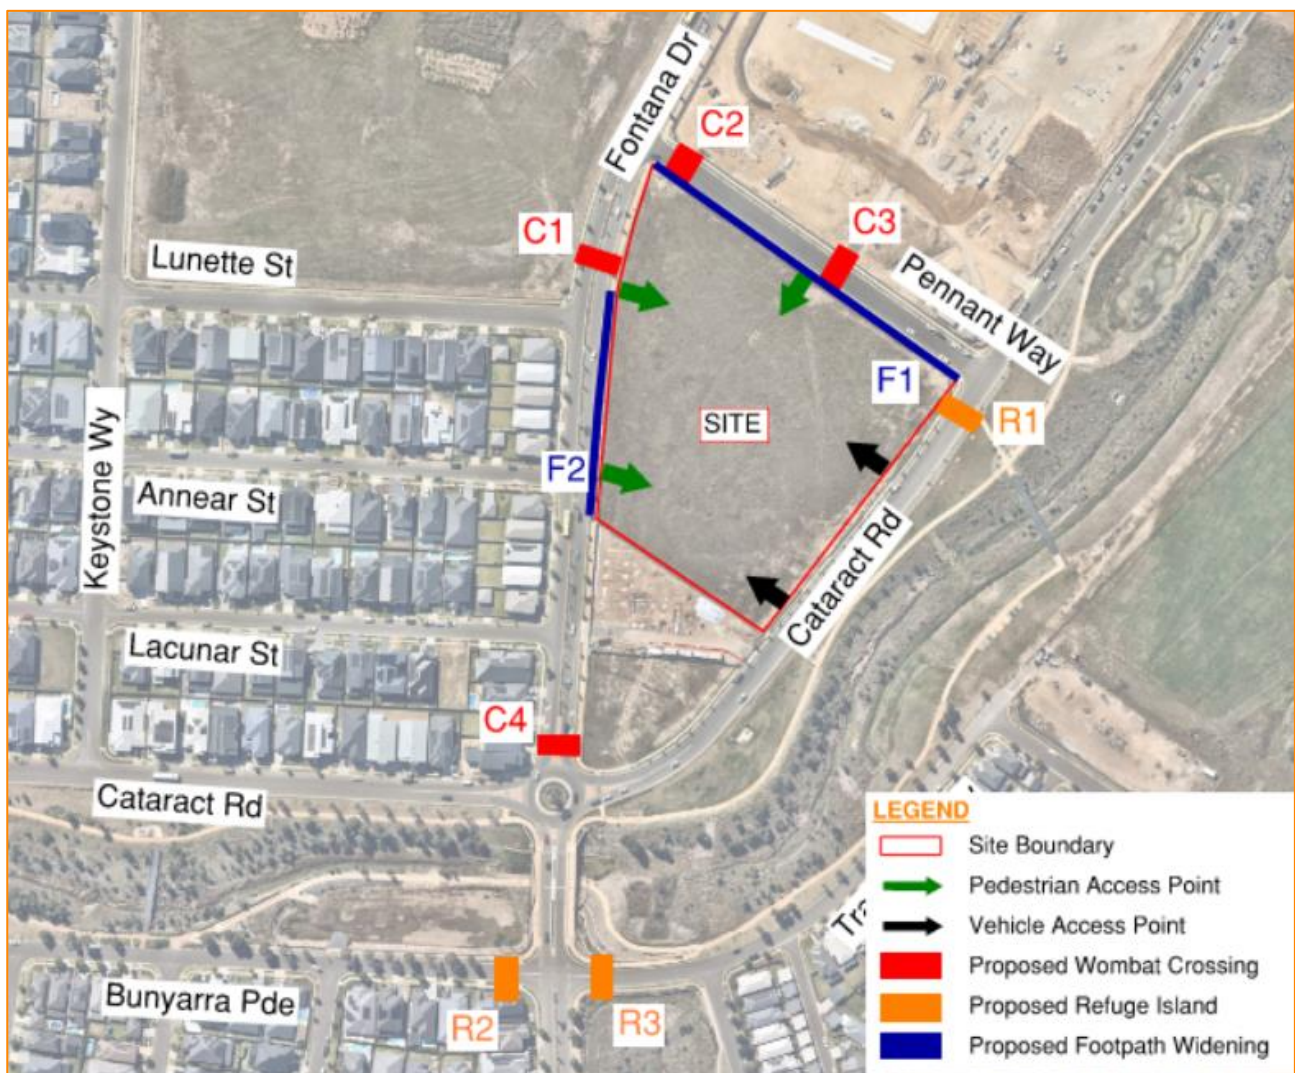 Fontana Dr
C2
C1
C3
Lunette St
Pennant Way
F1
R1
SITE
F2
Keystone Wy
Annear St
Cataract Rd
Lacunar St
C4
Cataract Rd
LEGEND
Site Boundary
Pedestrian Access Point
Vehicle Access Point
Proposed Wombat Crossing
Proposed Refuge Island
Proposed Footpath Widening
Bunyarra Pde
R2
R3